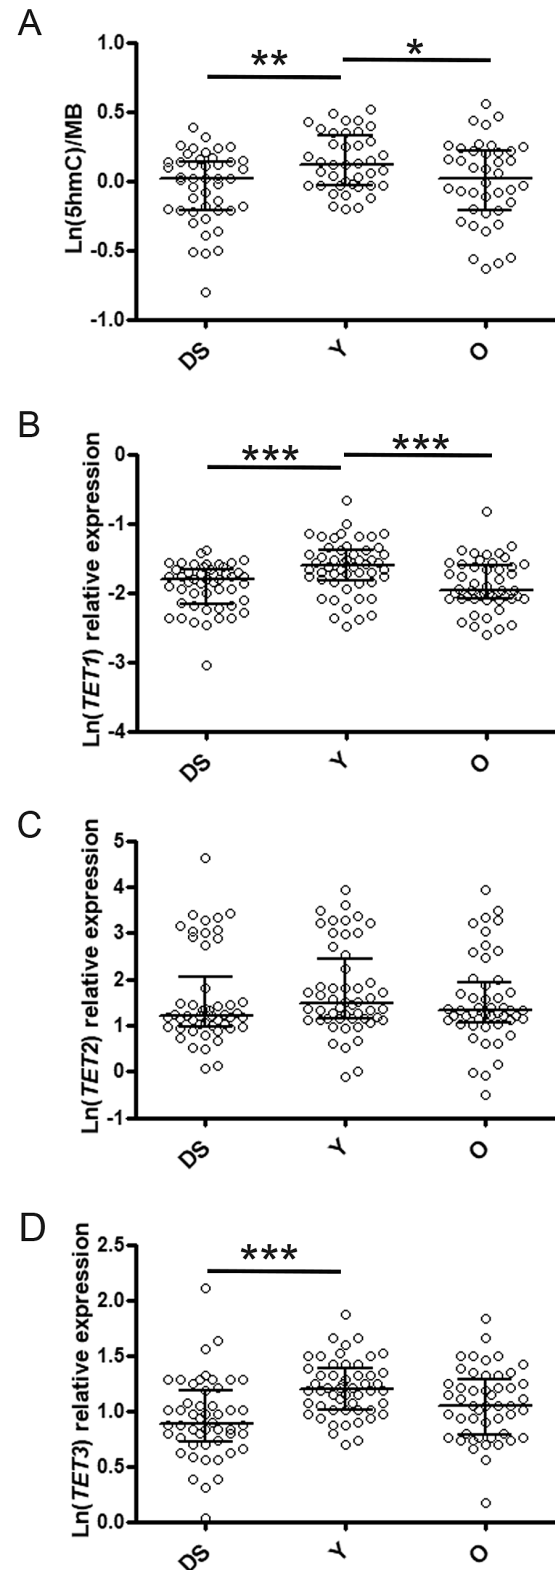 A
Ln(5hmC)/MB
1.0
0.5
0.0
-0.5
-1.0
** *
DS Y O
B
Ln(TET1) relative expression
0
-1
-2
-3
-4
*** ***
DS Y O
C
Ln(TET2) relative expression
5
4
3
2
1
0
-1
DS Y O
D
Ln(TET3) relative expression
2.5
2.0
1.5
1.0
0.5
0.0
***
DS Y O